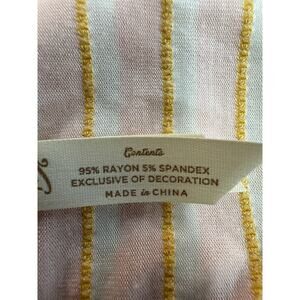 Contents
95% RAYON 5% SPANDEX
EXCLUSIVE OF DECORATION
MADE in CHINA